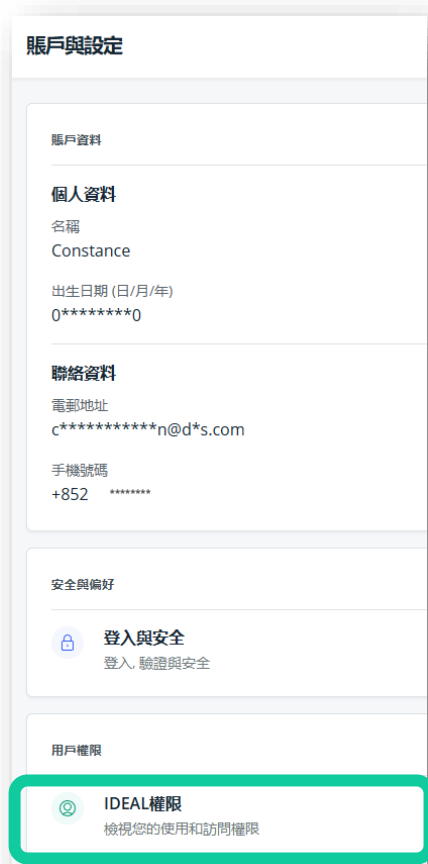 賬戶與設定
賬戶資料
個人資料
名稱
Constance
出生日期 (日/月/年)
0********0
聯絡資料
電郵地址
c***********n@d*s.com
手機號碼
+852 ********
安全與偏好
登入與安全
登入, 驗證與安全
用戶權限
IDEAL權限
檢視您的使用和訪問權限